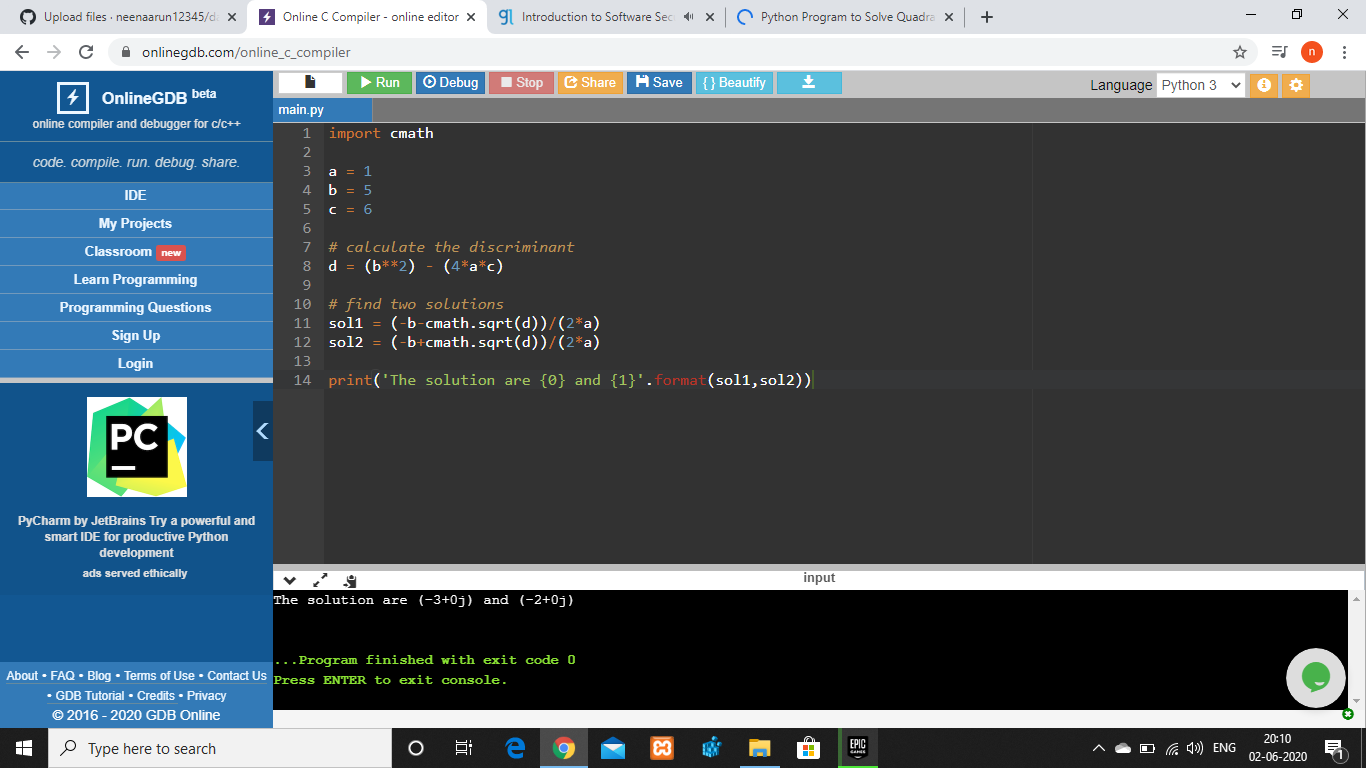 Upload files · neenaarun12345/da
Online C Compiler - online editor
Introduction to Software Sec
Python Program to Solve Quadra
onlinegdb.com/online_c_compiler
n
OnlineGDB beta
online compiler and debugger for c/c++
code. compile. run. debug. share.
IDE
My Projects
Classroom new
Learn Programming
Programming Questions
Sign Up
Login
PC
PyCharm by JetBrains Try a powerful and
smart IDE for productive Python
development
ads served ethically
About • FAQ • Blog • Terms of Use • Contact Us
• GDB Tutorial • Credits • Privacy
© 2016 - 2020 GDB Online
Run Debug Stop Share Save { } Beautify
Language Python 3
main.py
1 import cmath
2
3 a = 1
4 b = 5
5 c = 6
6
7 # calculate the discriminant
8 d = (b**2) - (4*a*c)
9
10 # find two solutions
11 sol1 = (-b-cmath.sqrt(d))/(2*a)
12 sol2 = (-b+cmath.sqrt(d))/(2*a)
13
14 print('The solution are {0} and {1}'.format(sol1,sol2))
input
The solution are (-3+0j) and (-2+0j)
...Program finished with exit code 0
Press ENTER to exit console.
Type here to search
EPIC
GAMES
ENG
20:10
02-06-2020
1